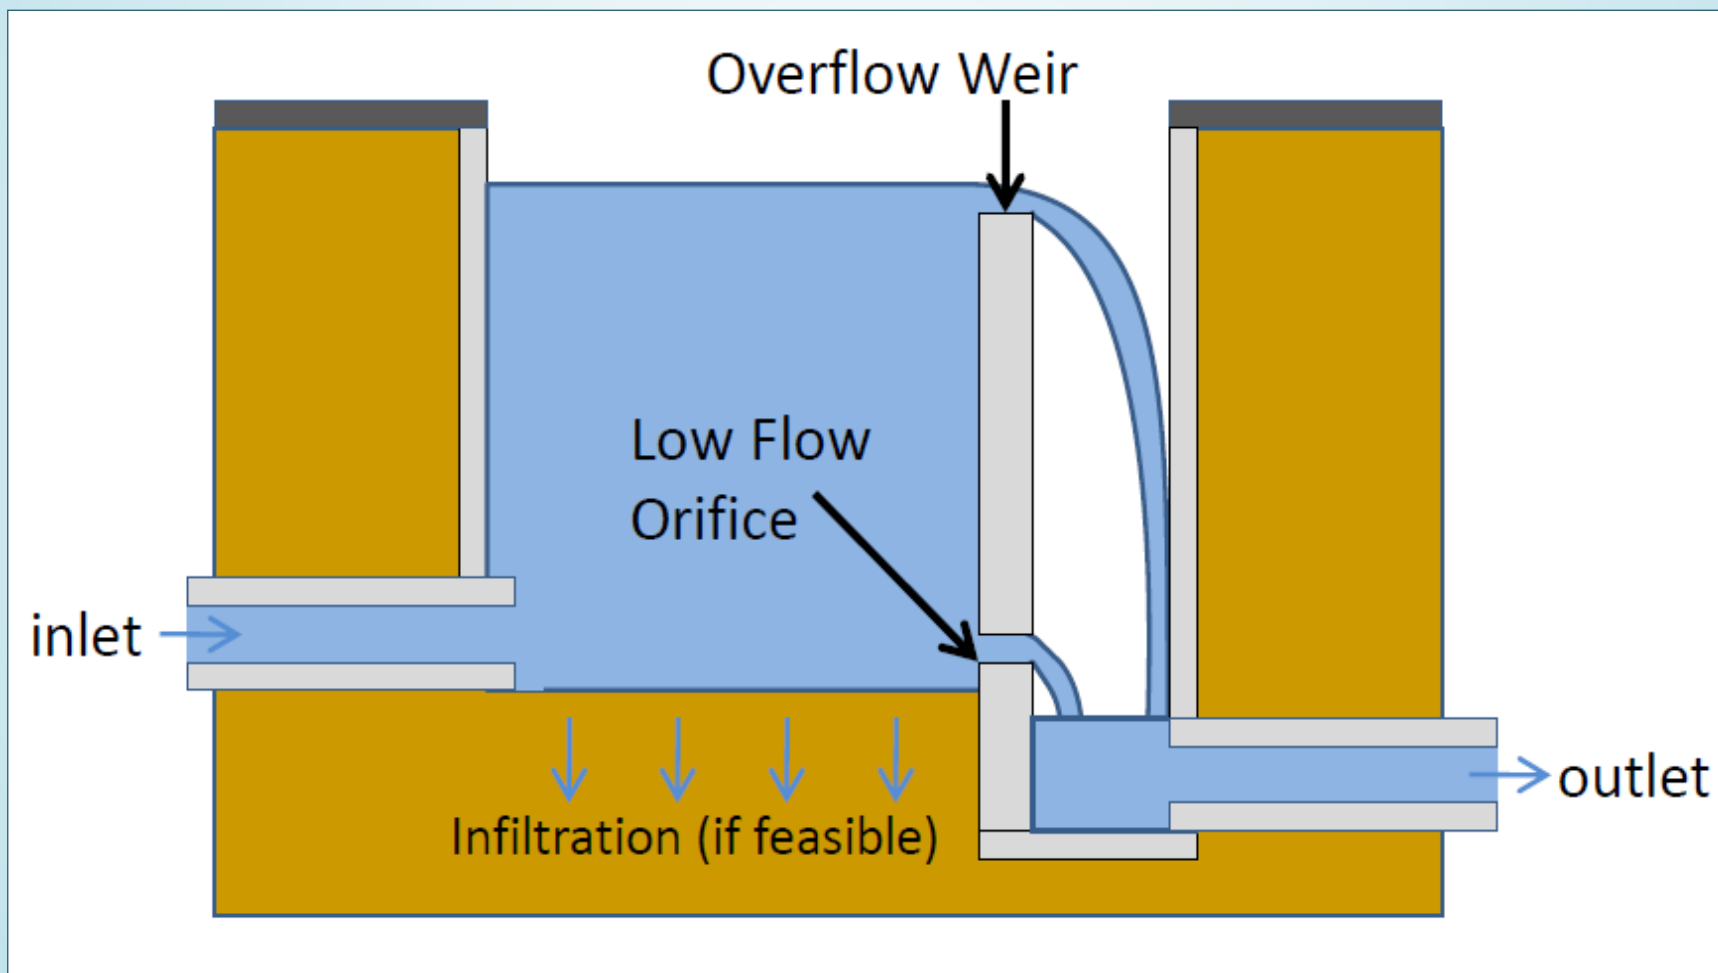 Overflow Weir
Low Flow
Orifice
inlet
outlet
Infiltration (if feasible)